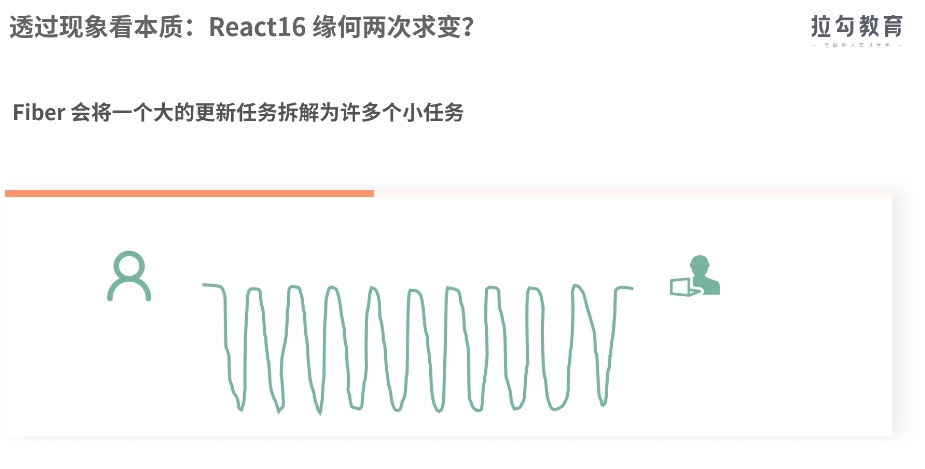 透过现象看本质：React16 缘何两次求变？
拉勾教育
Fiber 会将一个大的更新任务拆解为许多个小任务